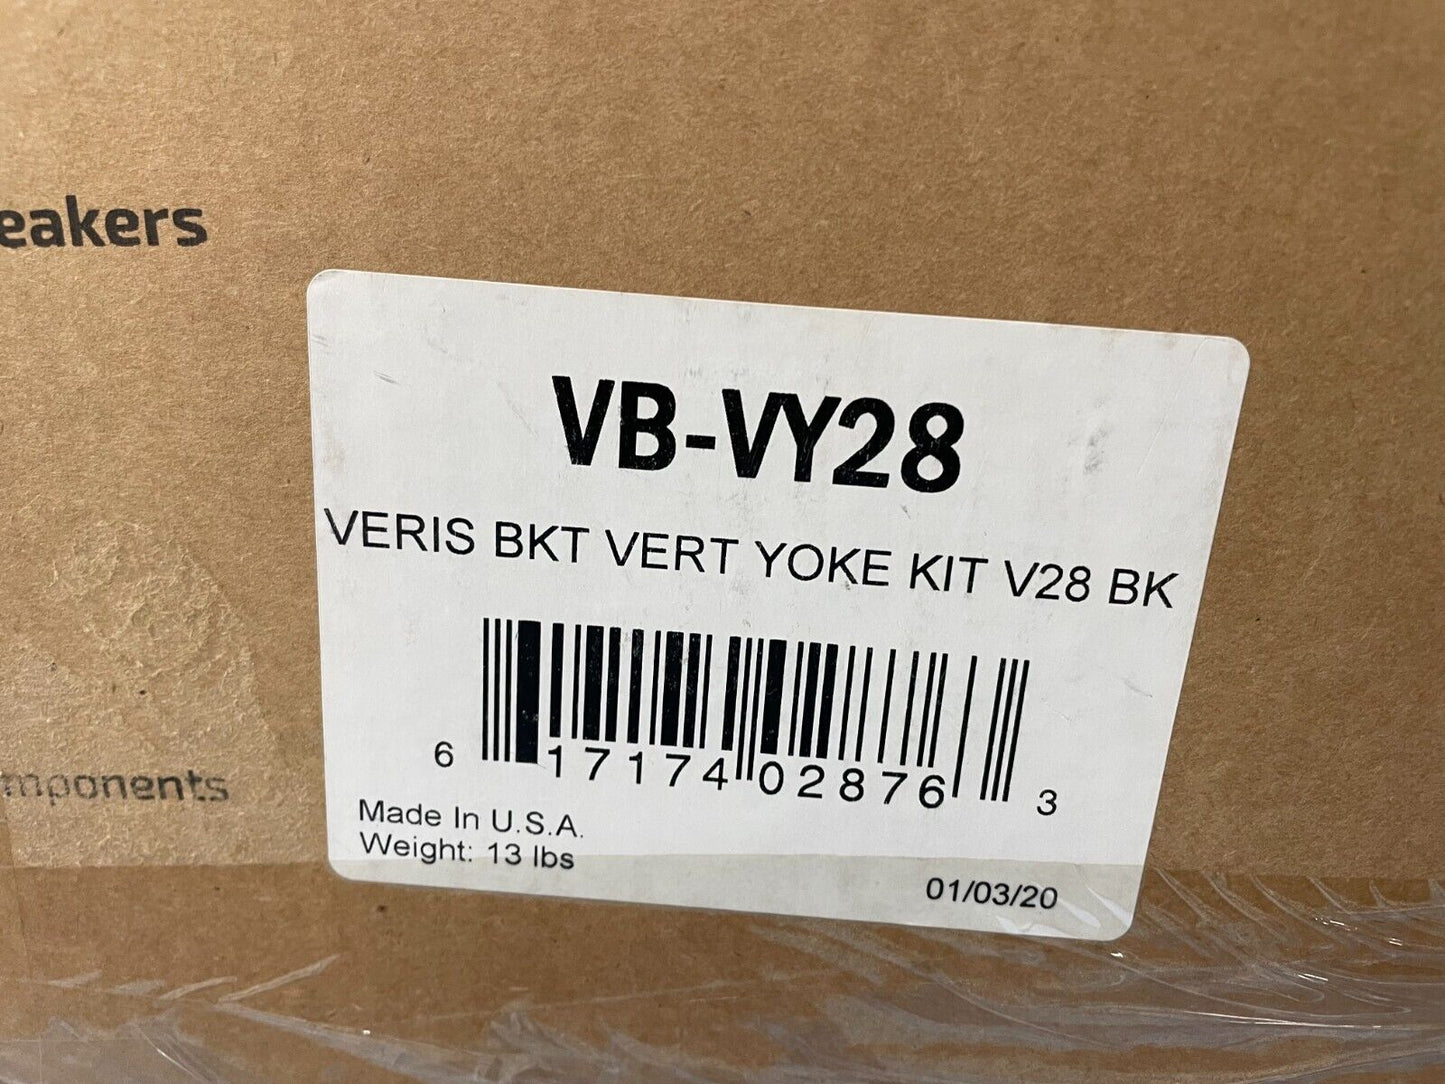 eakers
VB-VY28
VERIS BKT VERT YOKE KIT V28 BK
6 17174 02876 3
mponents
Made In U.S.A.
Weight: 13 lbs
01/03/20